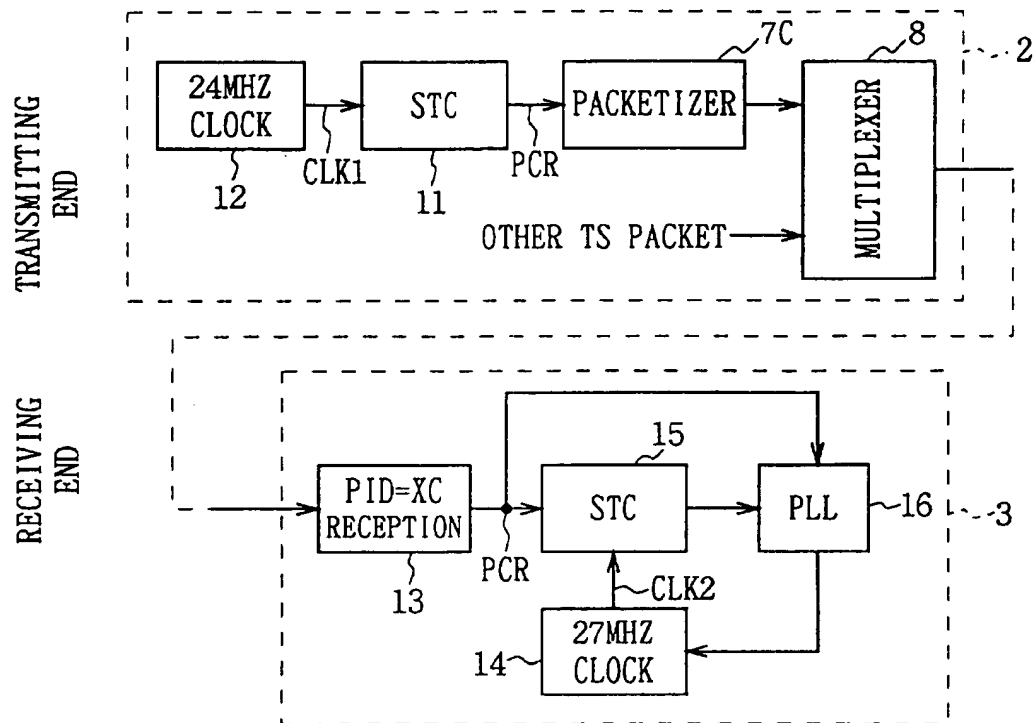 TRANSMITTING
END
24MHZ
CLOCK
12
CLK1
STC
11
PCR
7C
PACKETIZER
8
MULTIPLEXER
2
OTHER TS PACKET
RECEIVING
END
PID=XC
RECEPTION
13
PCR
15
STC
PLL
16
3
CLK2
14
27MHZ
CLOCK